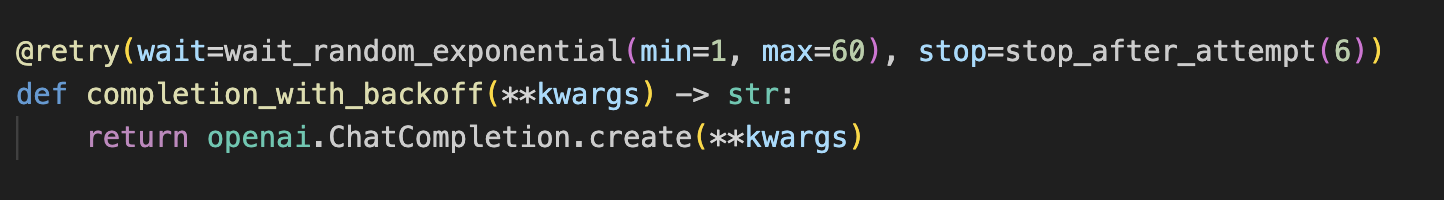 @retry(wait=wait_random_exponential(min=1, max=60), stop=stop_after_attempt(6))
def completion_with_backoff(**kwargs) -> str:
    return openai.ChatCompletion.create(**kwargs)